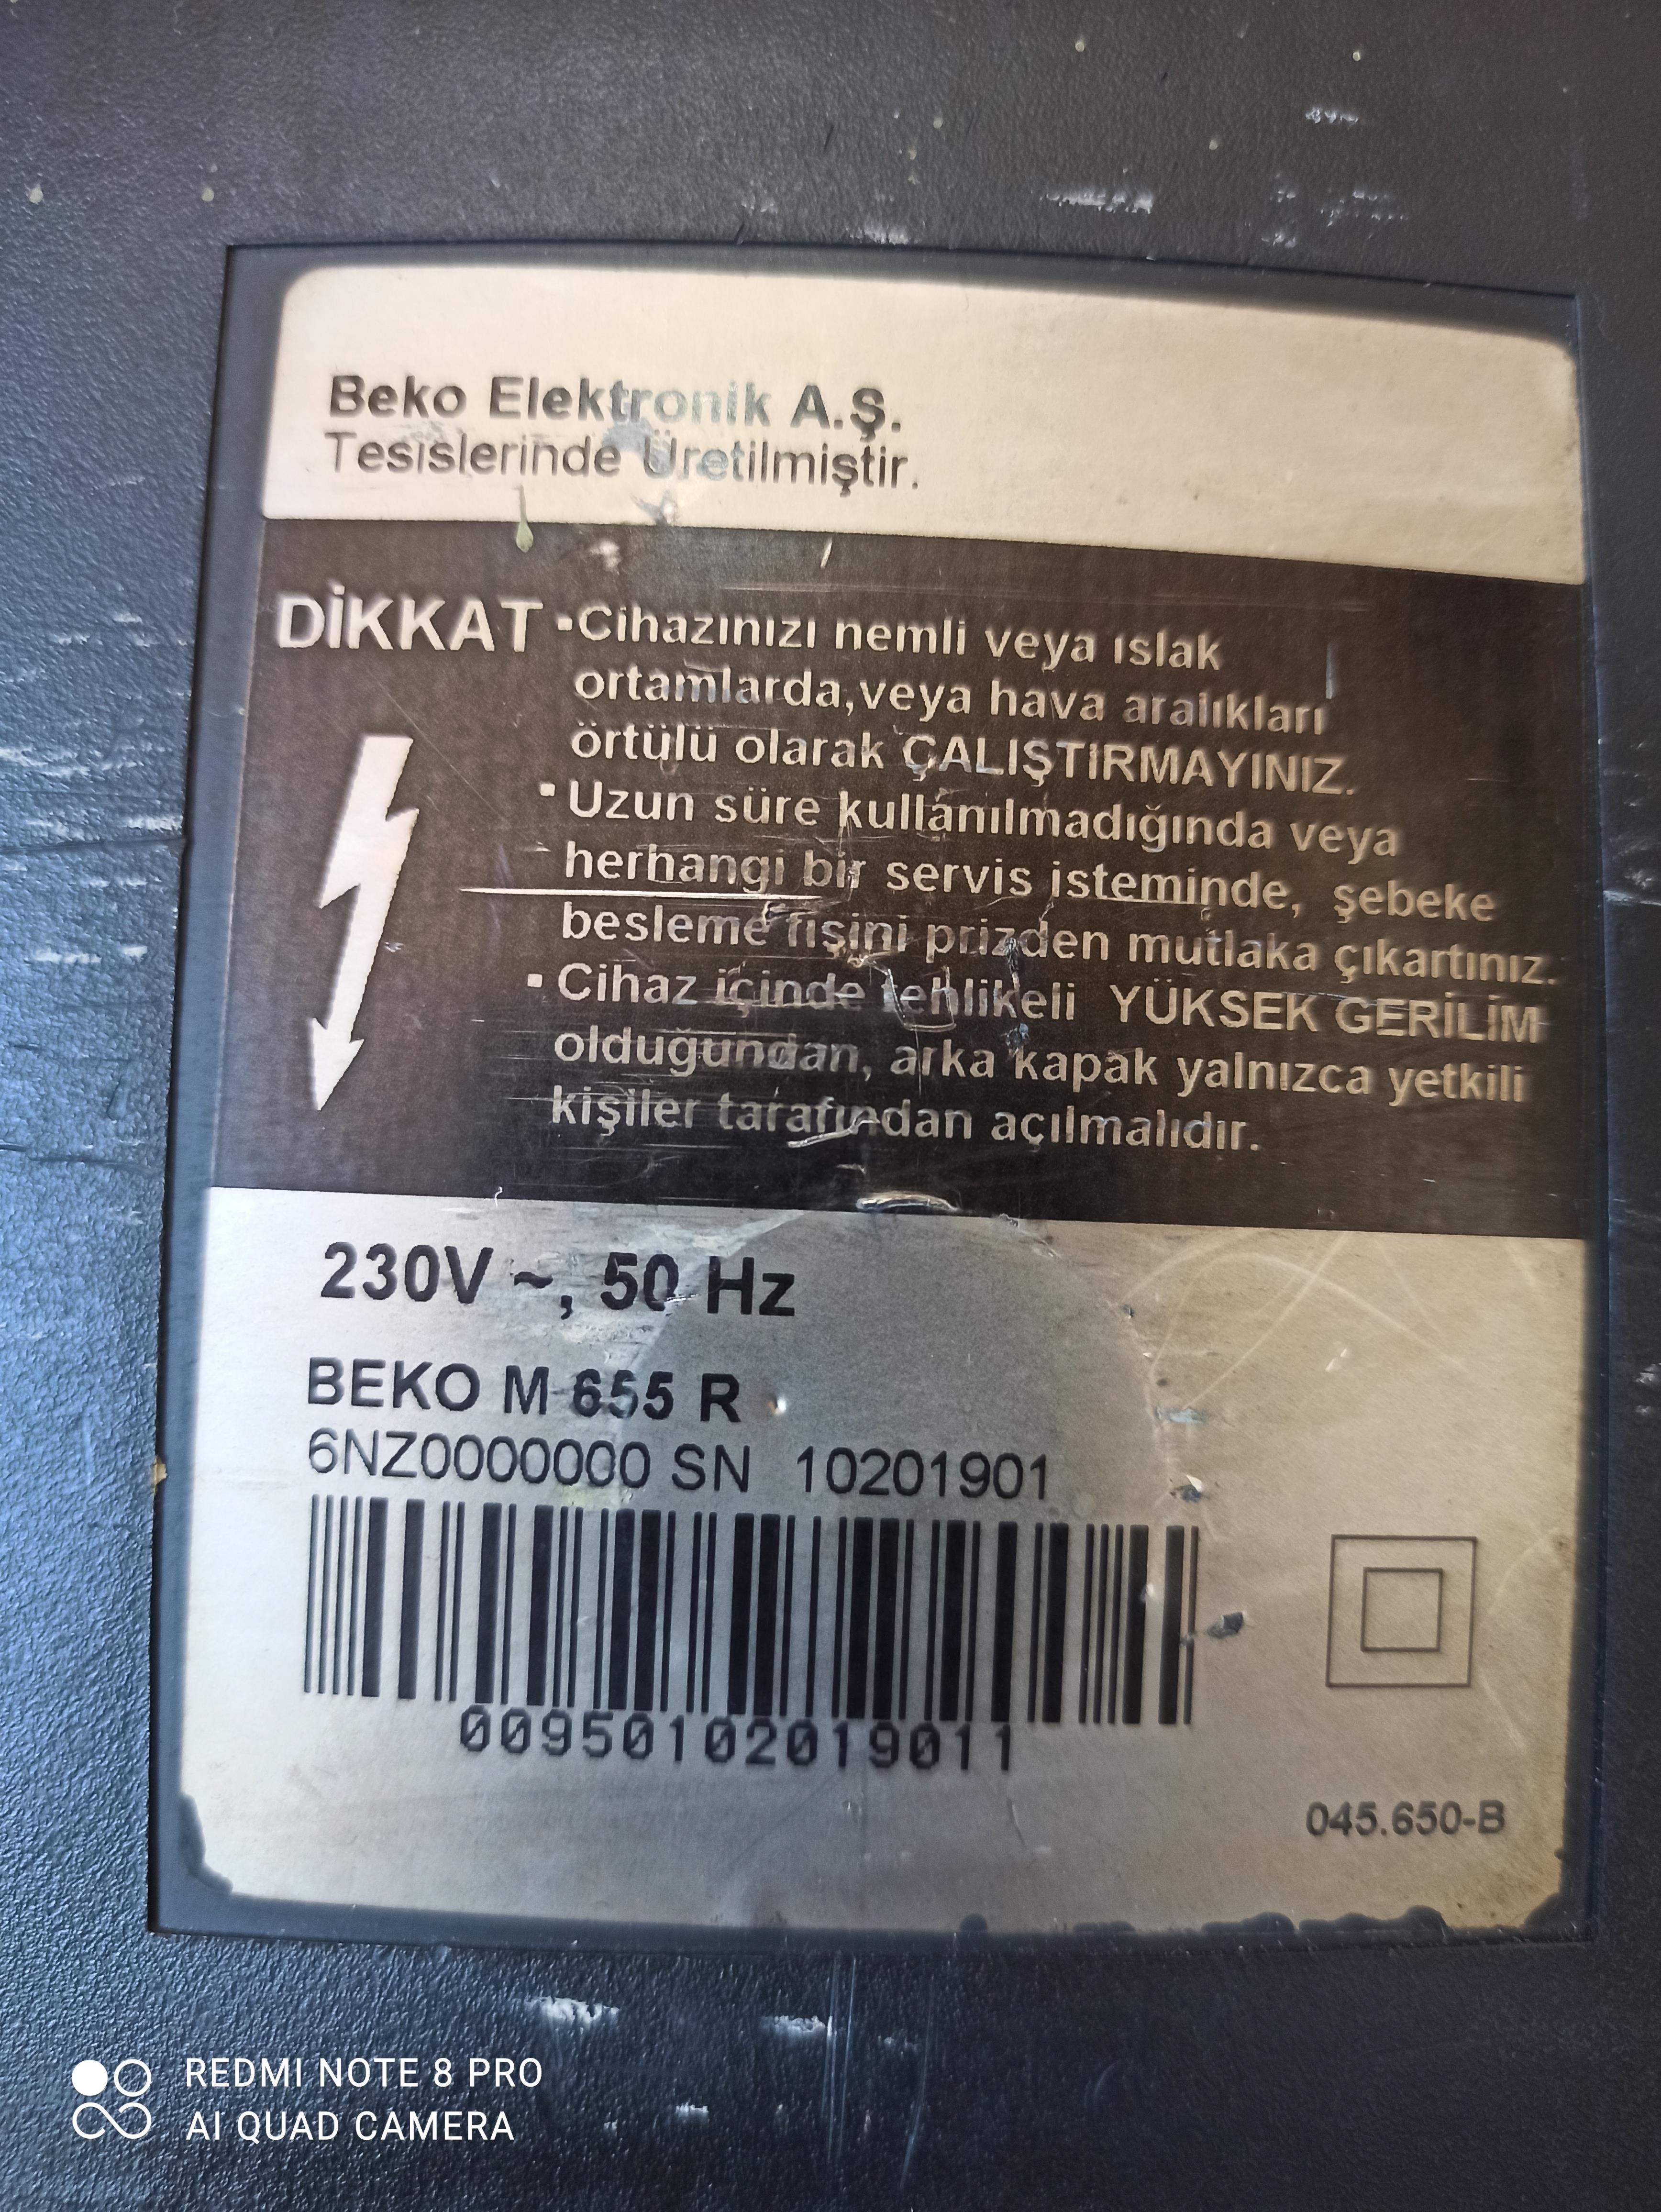 Beko Elektronik A.Ş.
Tesislerinde Üretilmiştir.
DİKKAT
▪Cihazınızı nemli veya ıslak
ortamlarda,veya hava aralıkları
örtülü olarak ÇALIŞTIRMAYINIZ.
▪Uzun süre kullanılmadığında veya
herhangi bir servis isteminde, şebeke
besleme fişini prizden mutlaka çıkartınız.
▪Cihaz içinde tehlikeli YÜKSEK GERİLİM
olduğundan, arka kapak yalnızca yetkili
kişiler tarafından açılmalıdır.
230V ~, 50 Hz
BEKO M 655 R
6NZ0000000 SN 10201901
00950102019011
045.650-B
REDMI NOTE 8 PRO
AI QUAD CAMERA